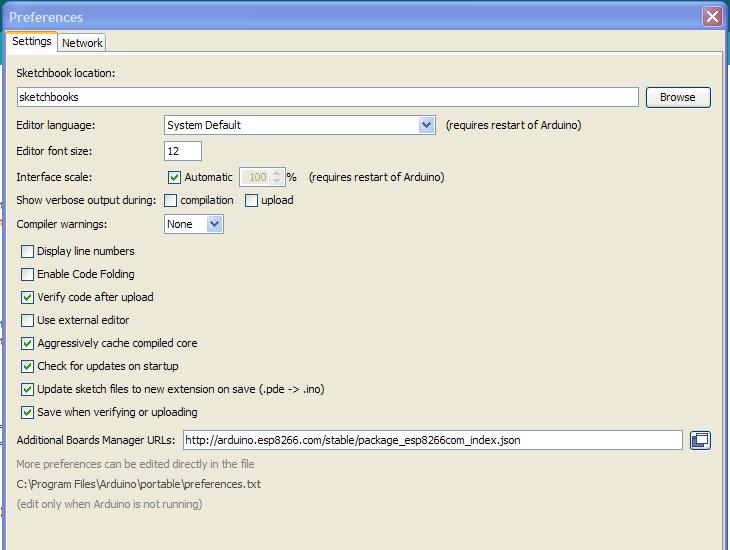 Preferences
Settings Network
Sketchbook location:
sketchbooks Browse
Editor language: System Default (requires restart of Arduino)
Editor font size: 12
Interface scale: Automatic 100 % (requires restart of Arduino)
Show verbose output during: compilation upload
Compiler warnings: None
Display line numbers
Enable Code Folding
Verify code after upload
Use external editor
Aggressively cache compiled core
Check for updates on startup
Update sketch files to new extension on save (.pde -> .ino)
Save when verifying or uploading
Additional Boards Manager URLs: http://arduino.esp8266.com/stable/package_esp8266com_index.json
More preferences can be edited directly in the file
C:\Program Files\Arduino\portable\preferences.txt
(edit only when Arduino is not running)